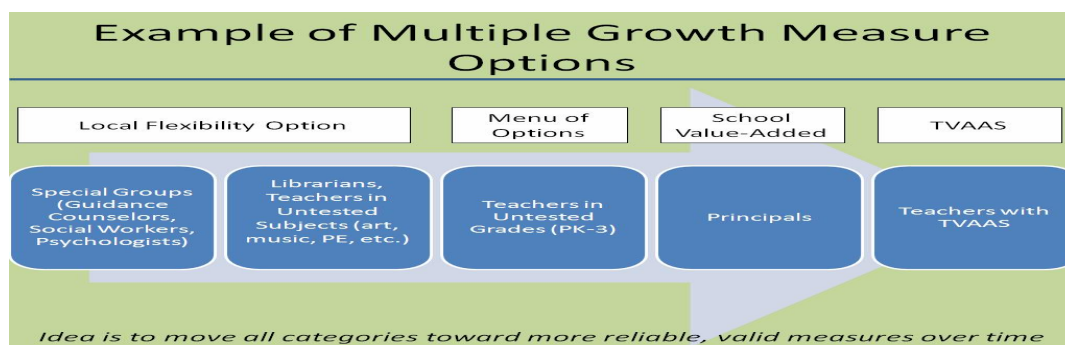 Example of Multiple Growth Measure
Options
Local Flexibility Option
Menu of
Options
School
Value-Added
TVAAS
Special Groups
(Guidance
Counselors,
Social Workers,
Psychologists)
Librarians,
Teachers in
Untested
Subjects (art,
music, PE, etc.)
Teachers in
Untested
Grades (PK-3)
Principals
Teachers with
TVAAS
Idea is to move all categories toward more reliable, valid measures over time